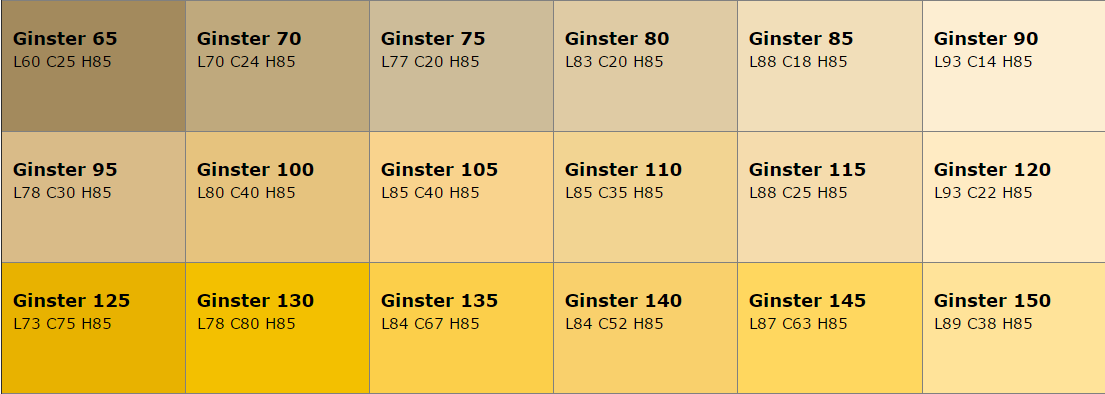 Ginster 65
L60 C25 H85
Ginster 70
L70 C24 H85
Ginster 75
L77 C20 H85
Ginster 80
L83 C20 H85
Ginster 85
L88 C18 H85
Ginster 90
L93 C14 H85
Ginster 95
L78 C30 H85
Ginster 100
L80 C40 H85
Ginster 105
L85 C40 H85
Ginster 110
L85 C35 H85
Ginster 115
L88 C25 H85
Ginster 120
L93 C22 H85
Ginster 125
L73 C75 H85
Ginster 130
L78 C80 H85
Ginster 135
L84 C67 H85
Ginster 140
L84 C52 H85
Ginster 145
L87 C63 H85
Ginster 150
L89 C38 H85